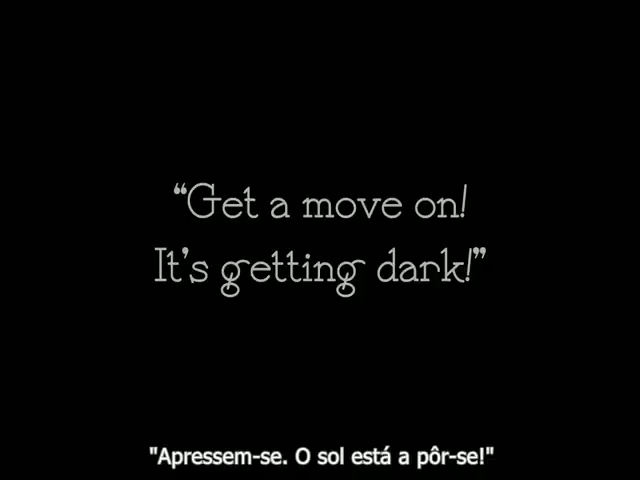 “Get a move on!
It’s getting dark!”
"Apressem-se. O sol está a pôr-se!"